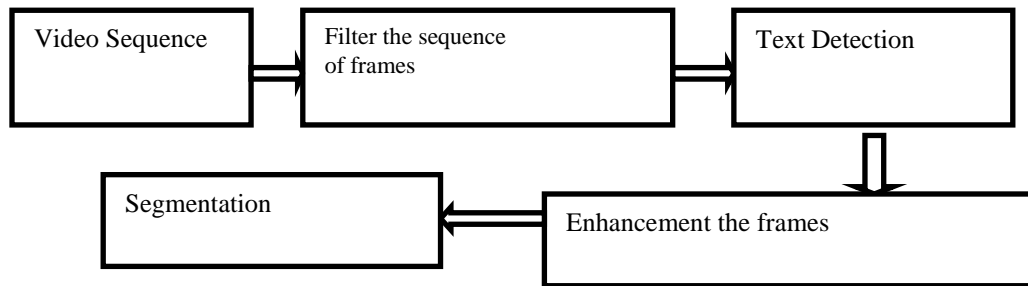 Video Sequence
Filter the sequence
of frames
Text Detection
Enhancement the frames
Segmentation